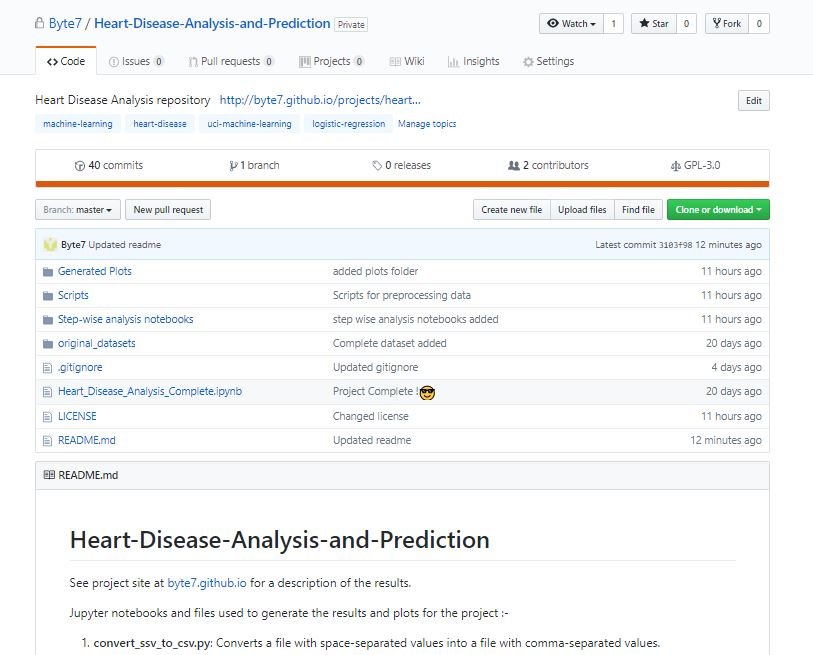 Byte7 / Heart-Disease-Analysis-and-Prediction Private Watch 1 Star 0 Fork 0
Code Issues 0 Pull requests 0 Projects 0 Wiki Insights Settings
Heart Disease Analysis repository http://byte7.github.io/projects/heart... Edit
machine-learning heart-disease uci-machine-learning logistic-regression Manage topics
40 commits 1 branch 0 releases 2 contributors GPL-3.0
Branch: master New pull request Create new file Upload files Find file Clone or download
Byte7 Updated readme Latest commit 3103f98 12 minutes ago
Generated Plots added plots folder 11 hours ago
Scripts Scripts for preprocessing data 11 hours ago
Step-wise analysis notebooks step wise analysis notebooks added 11 hours ago
original_datasets Complete dataset added 20 days ago
.gitignore Updated gitignore 4 days ago
Heart_Disease_Analysis_Complete.ipynb Project Complete !😎 20 days ago
LICENSE Changed license 11 hours ago
README.md Updated readme 12 minutes ago
README.md
Heart-Disease-Analysis-and-Prediction
See project site at byte7.github.io for a description of the results.
Jupyter notebooks and files used to generate the results and plots for the project :-
1. convert_ssv_to_csv.py: Converts a file with space-separated values into a file with comma-separated values.